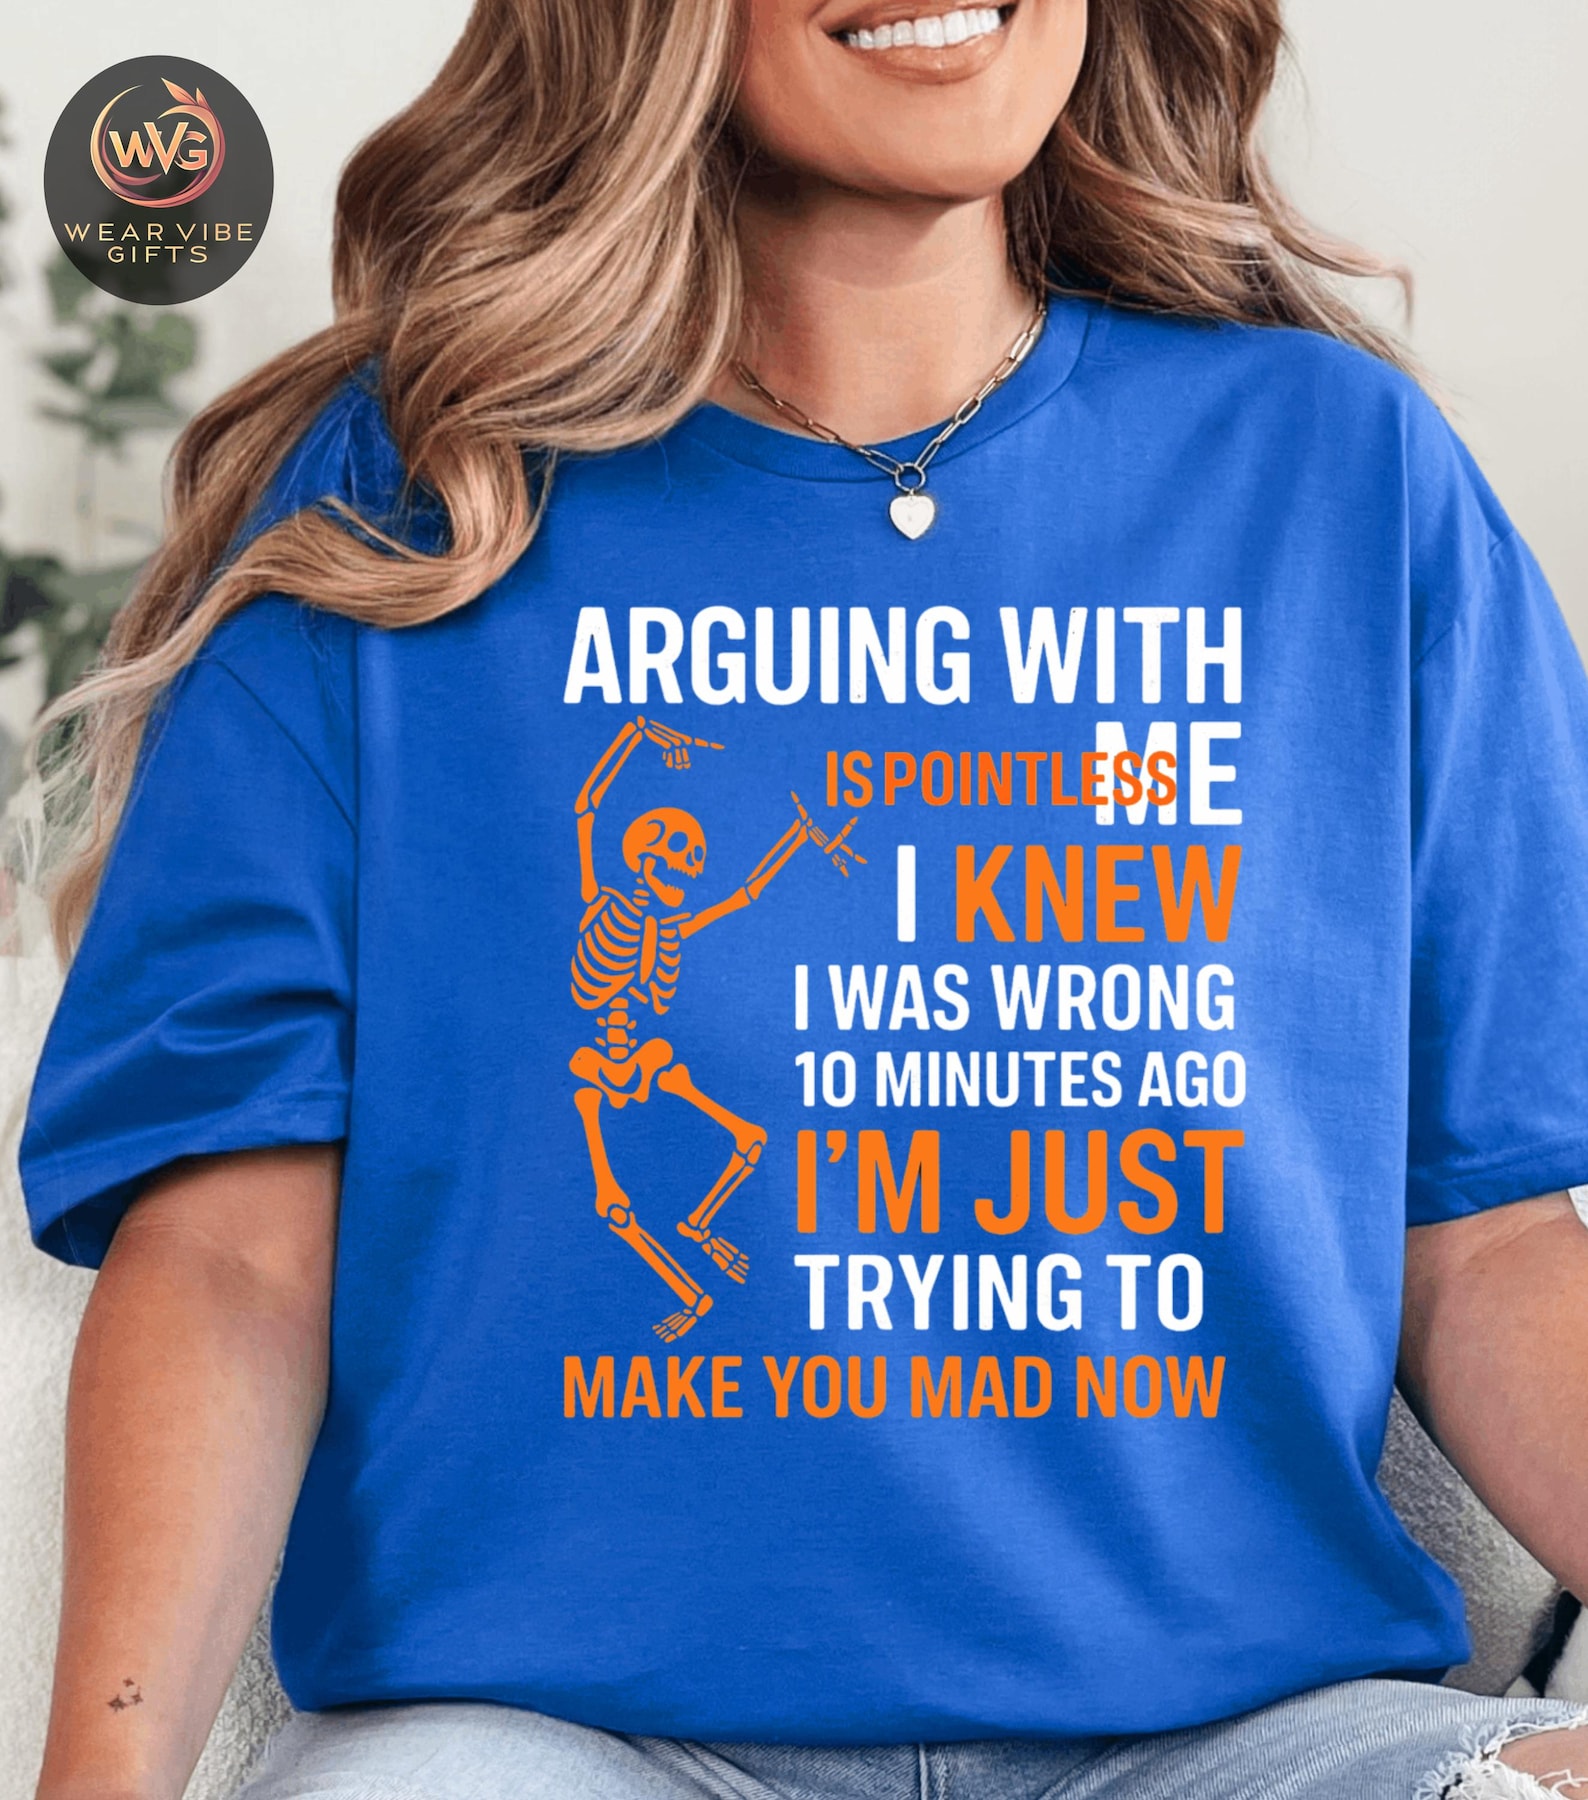 WVG
WEAR VIBE
GIFTS
ARGUING WITH
ME
IS POINTLESS
I KNEW
I WAS WRONG
10 MINUTES AGO
I'M JUST
TRYING TO
MAKE YOU MAD NOW